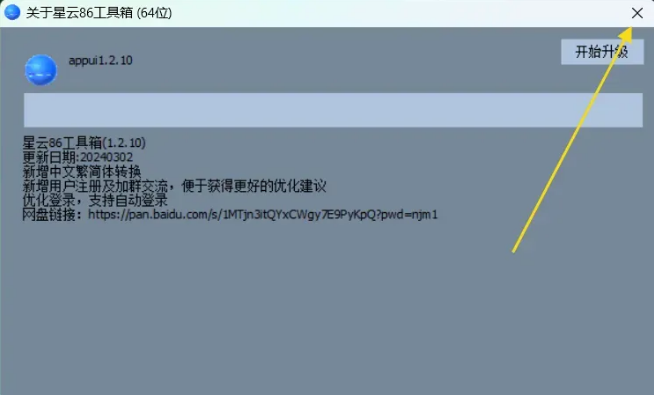 关于星云86工具箱 (64位)
开始升级
appui1.2.10
星云86工具箱(1.2.10)
更新日期:20240302
新增中文繁简体转换
新增用户注册及加群交流，便于获得更好的优化建议
优化登录，支持自动登录
网盘链接：https://pan.baidu.com/s/1MTjn3itQYxCWgy7E9PyKpQ?pwd=njm1